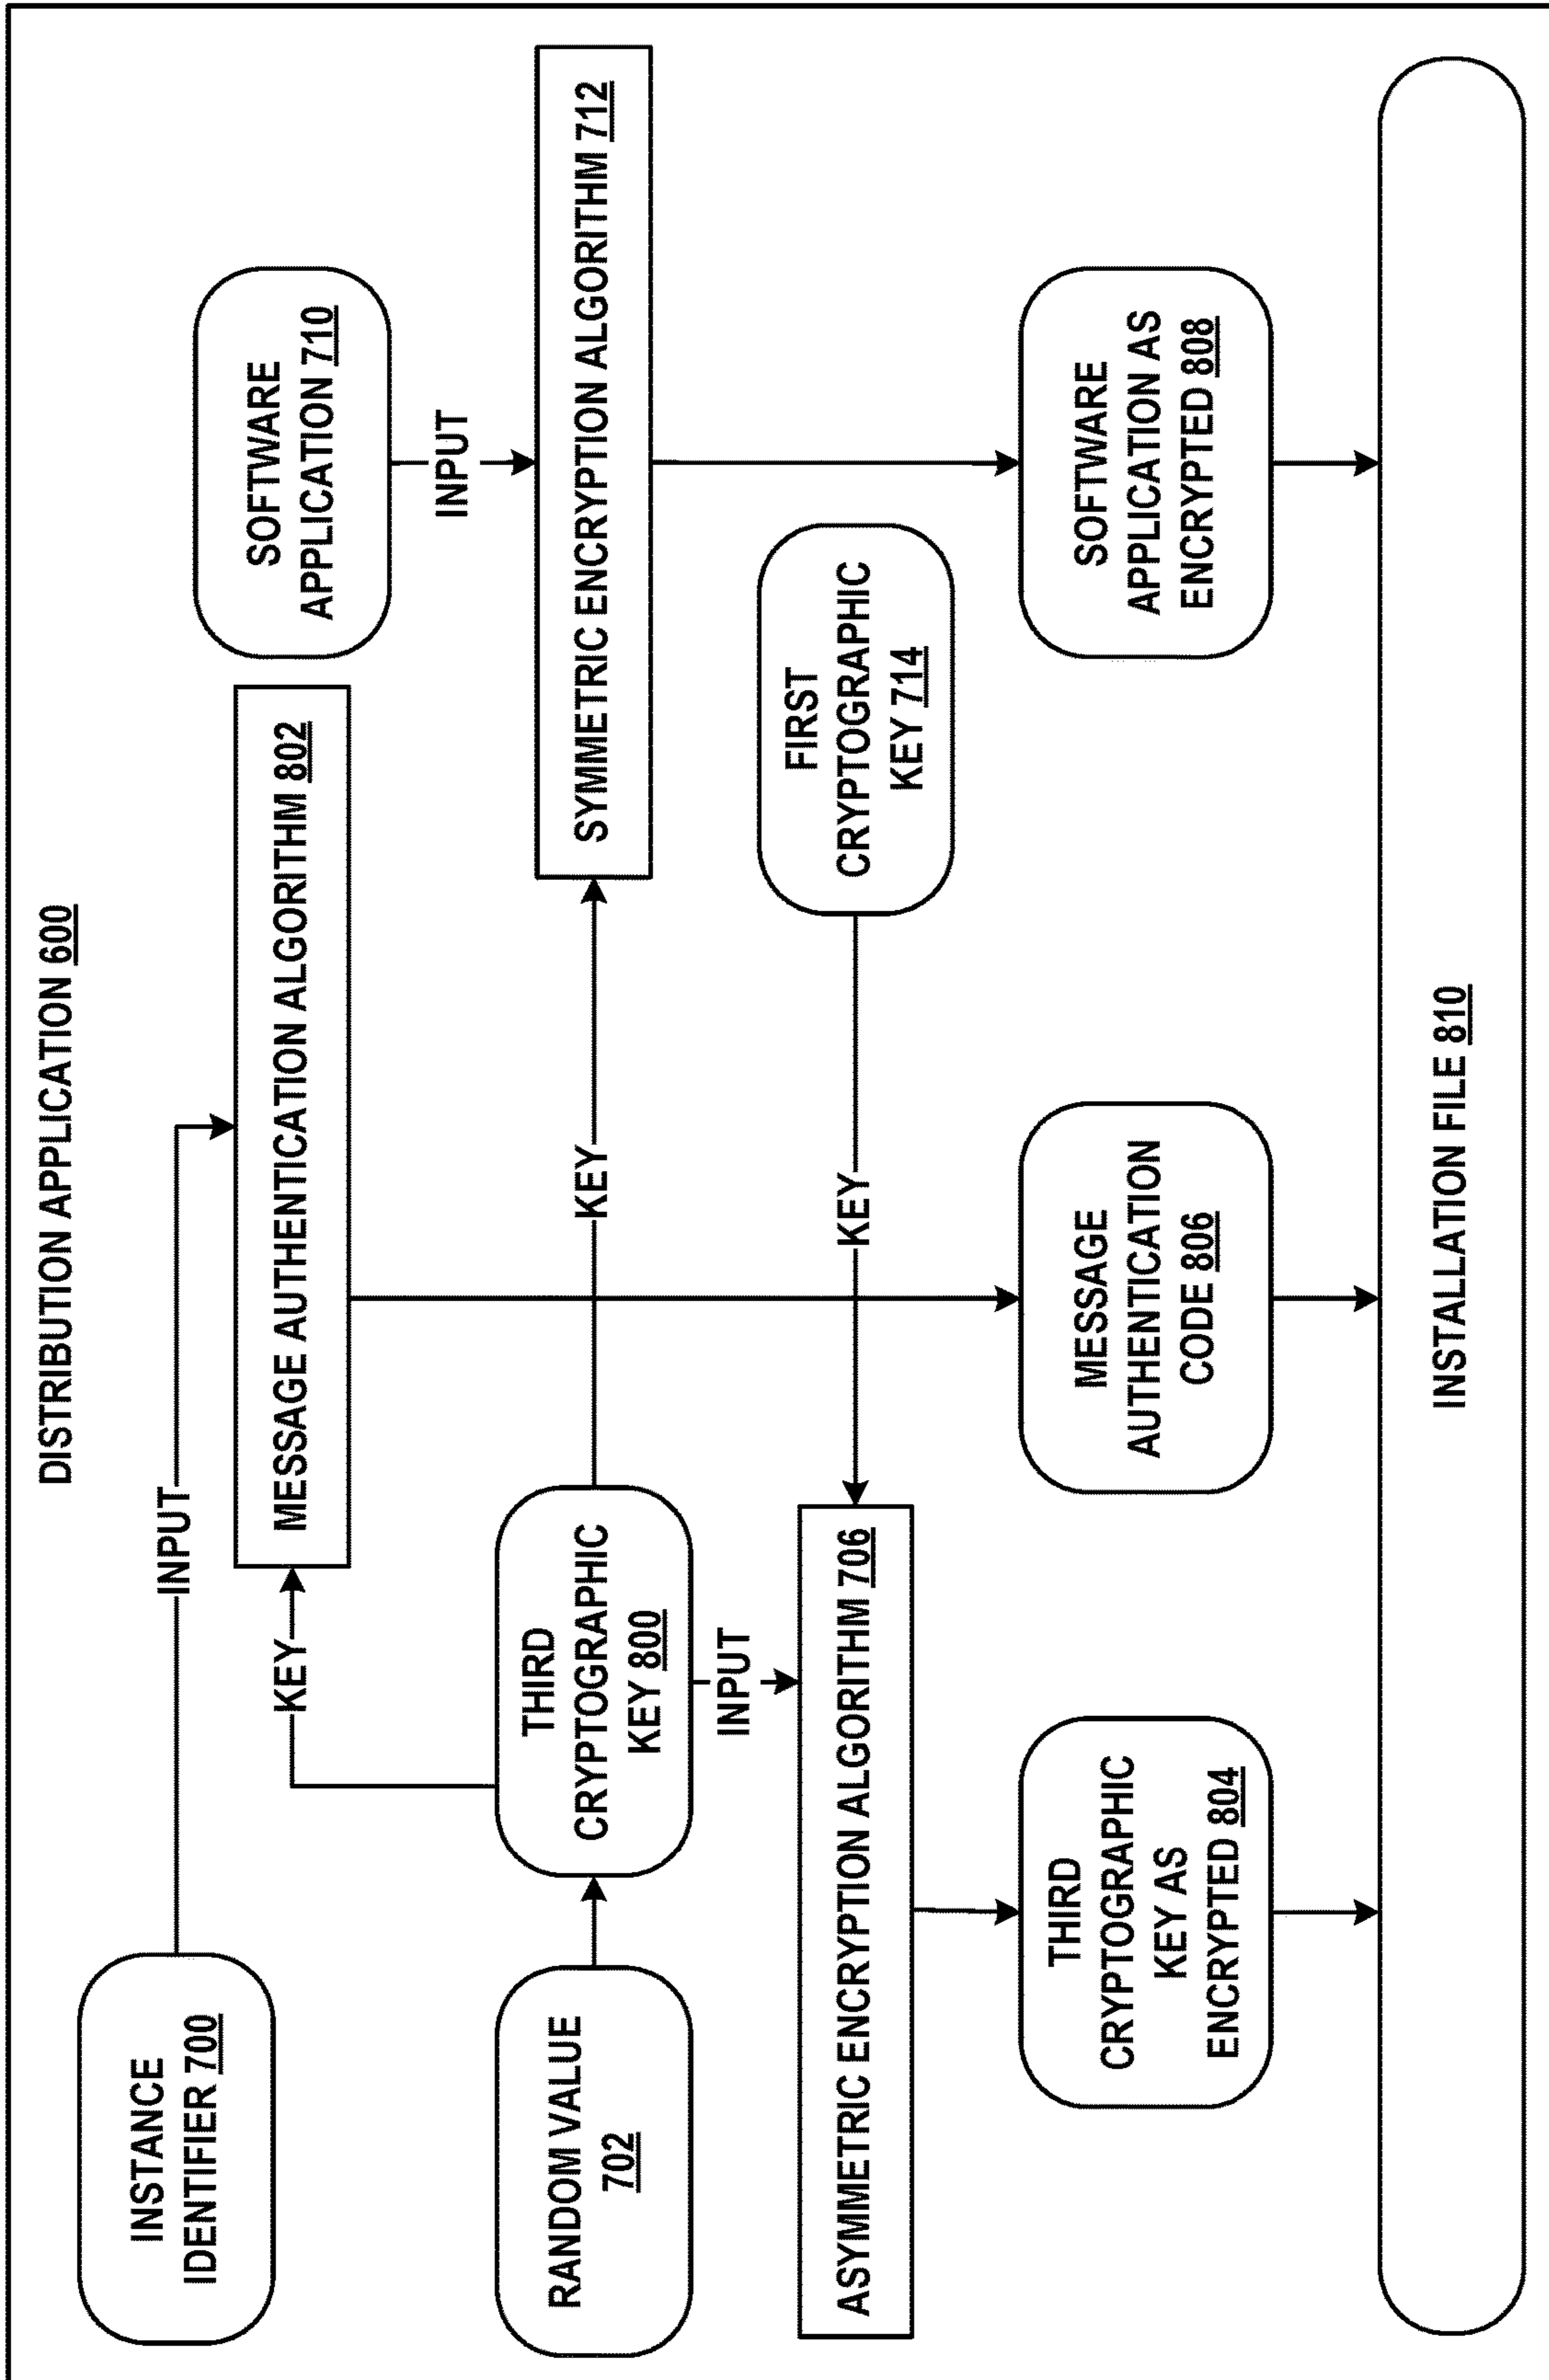 DISTRIBUTION APPLICATION 600
INSTANCE
IDENTIFIER 700
INPUT
SOFTWARE
APPLICATION 710
KEY
MESSAGE AUTHENTICATION ALGORITHM 802
INPUT
RANDOM VALUE
702
THIRD
CRYPTOGRAPHIC
KEY 800
KEY
SYMMETRIC ENCRYPTION ALGORITHM 712
INPUT
FIRST
CRYPTOGRAPHIC
KEY 714
ASYMMETRIC ENCRYPTION ALGORITHM 706
KEY
THIRD
CRYPTOGRAPHIC
KEY AS
ENCRYPTED 804
MESSAGE
AUTHENTICATION
CODE 806
SOFTWARE
APPLICATION AS
ENCRYPTED 808
INSTALLATION FILE 810